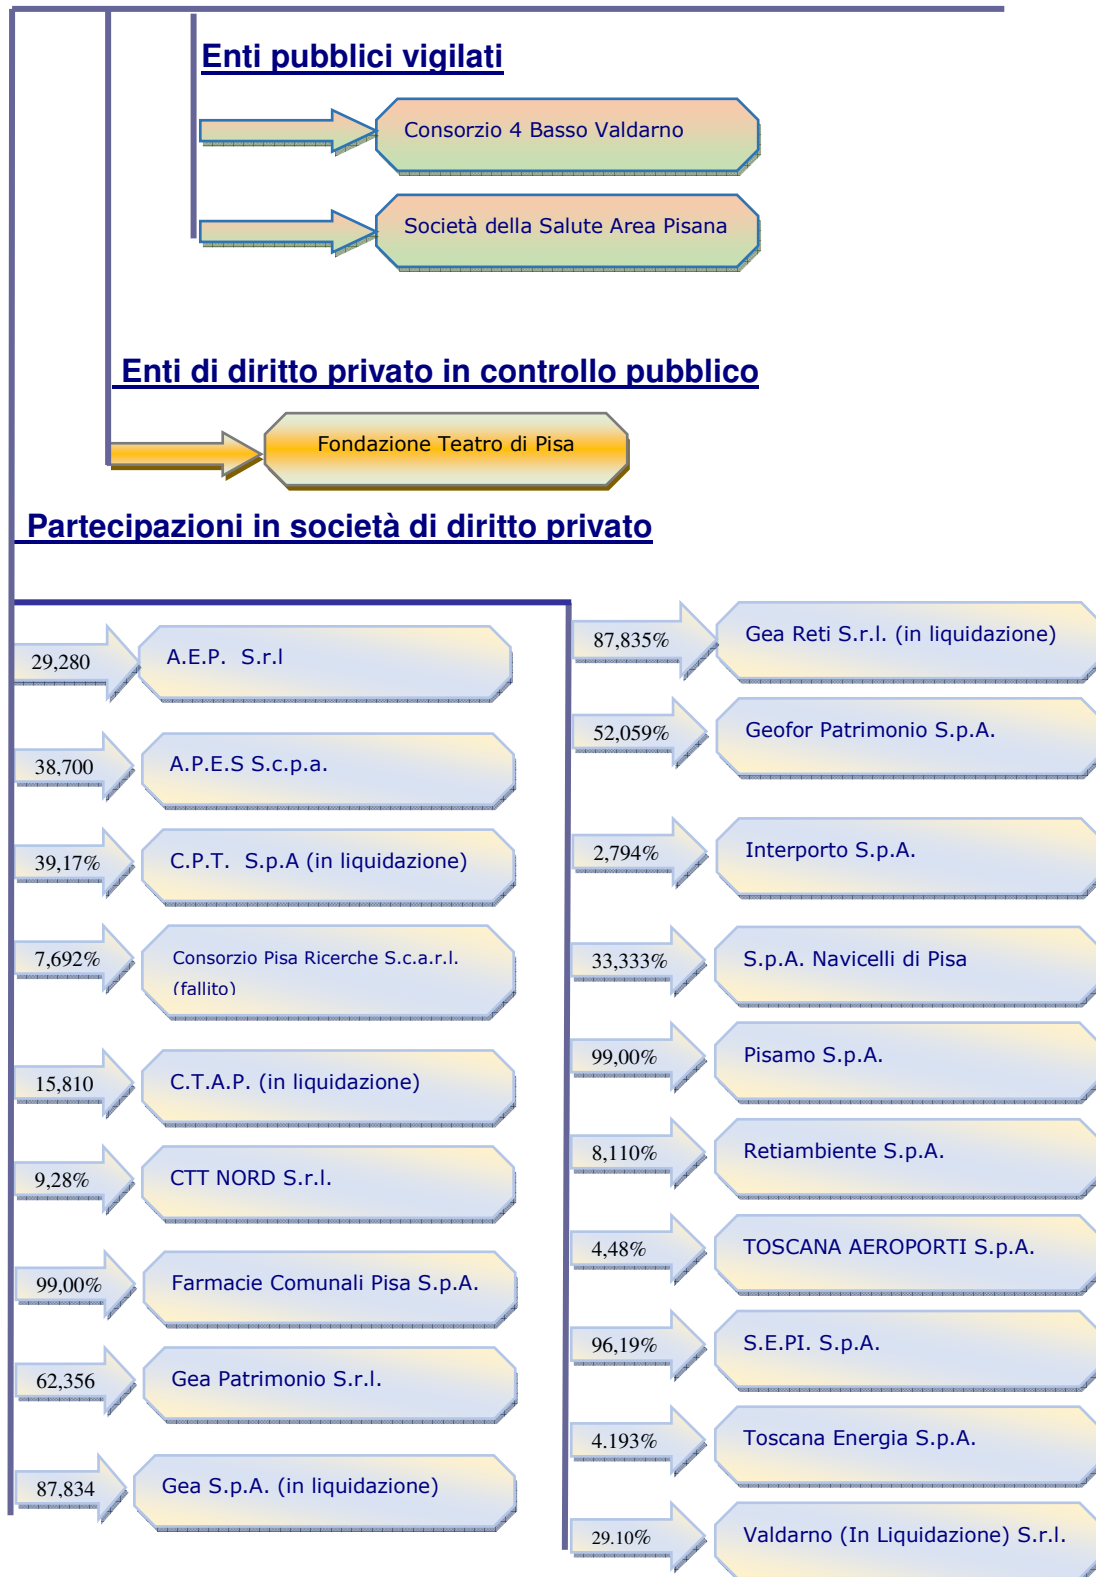 Enti pubblici vigilati
Consorzio 4 Basso Valdarno
Società della Salute Area Pisana
Enti di diritto privato in controllo pubblico
Fondazione Teatro di Pisa
Partecipazioni in società di diritto privato
29,280
A.E.P. S.r.l
38,700
A.P.E.S S.c.p.a.
39,17%
C.P.T. S.p.A (in liquidazione)
7,692%
Consorzio Pisa Ricerche S.c.a.r.l.
(fallito)
15,810
C.T.A.P. (in liquidazione)
9,28%
CTT NORD S.r.l.
99,00%
Farmacie Comunali Pisa S.p.A.
62,356
Gea Patrimonio S.r.l.
87,834
Gea S.p.A. (in liquidazione)
87,835%
Gea Reti S.r.l. (in liquidazione)
52,059%
Geofor Patrimonio S.p.A.
2,794%
Interporto S.p.A.
33,333%
S.p.A. Navicelli di Pisa
99,00%
Pisamo S.p.A.
8,110%
Retiambiente S.p.A.
4,48%
TOSCANA AEROPORTI S.p.A.
96,19%
S.E.PI. S.p.A.
4.193%
Toscana Energia S.p.A.
29.10%
Valdarno (In Liquidazione) S.r.l.